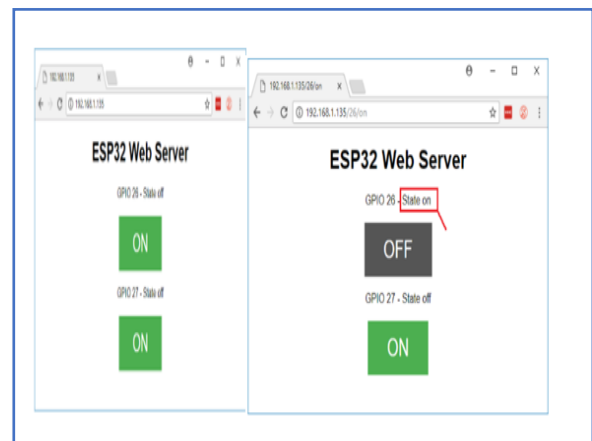 192.168.1.135
192.168.1.135
ESP32 Web Server
GPIO 26 - State off
ON
GPIO 27 - State off
ON
192.168.1.135/26/on
192.168.1.135/26/on
ESP32 Web Server
GPIO 26 - State on
OFF
GPIO 27 - State off
ON